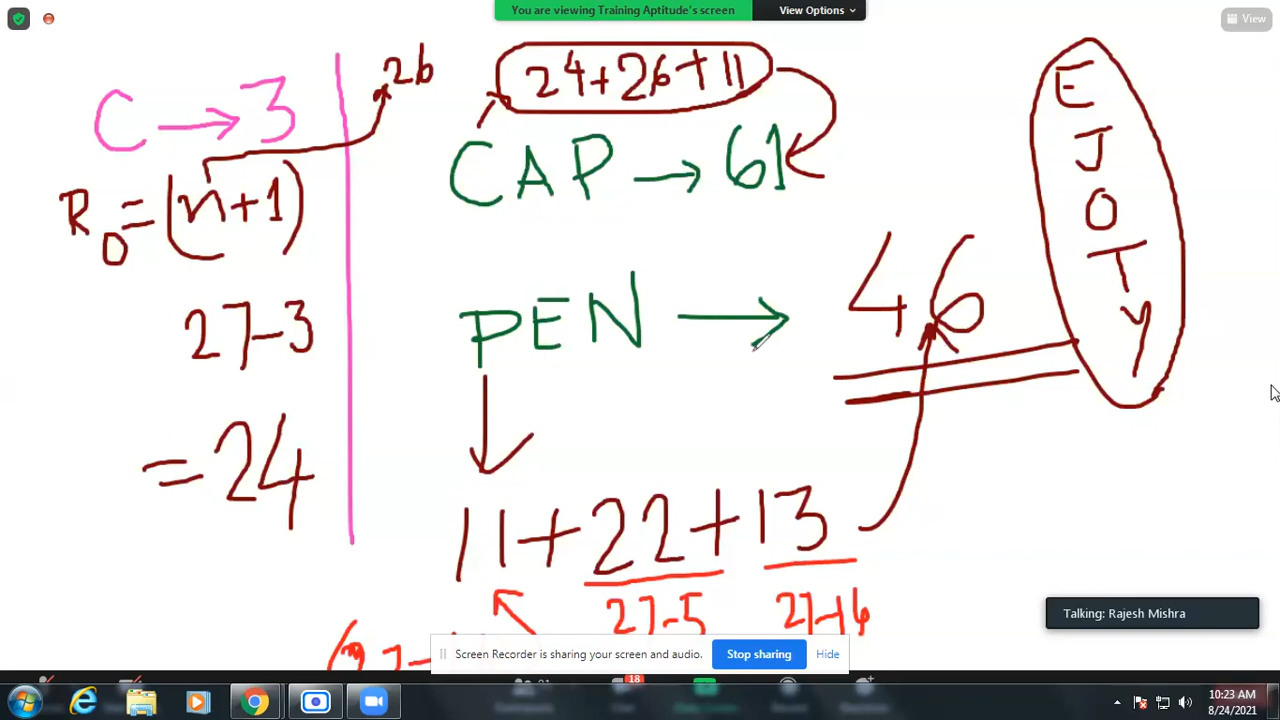 You are viewing Training Aptitude's screen
View Options
View
C → 3
26
R₀ = (n+1)
27-3
= 24
24+26+11
CAP → 61
PEN → 46
11+22+13
27-5
27-14
E
J
O
T
Y
Talking: Rajesh Mishra
Screen Recorder is sharing your screen and audio.
Stop sharing
Hide
18
10:23 AM
8/24/2021